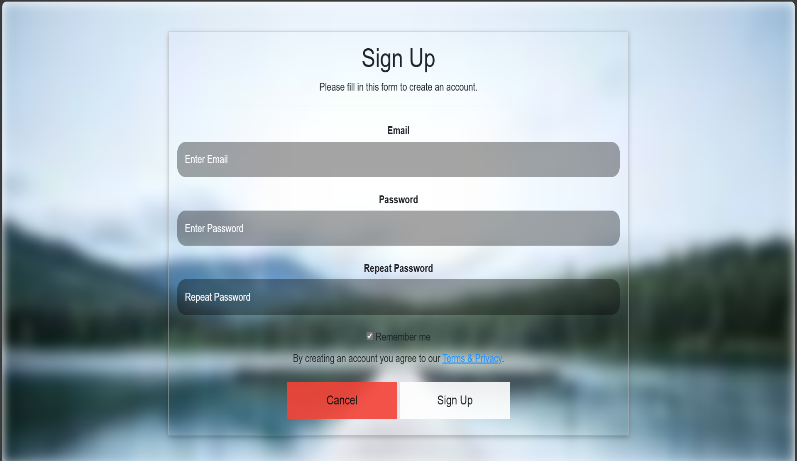 Sign Up
Please fill in this form to create an account.
Email
Enter Email
Password
Enter Password
Repeat Password
Repeat Password
Remember me
By creating an account you agree to our Terms & Privacy.
Cancel Sign Up